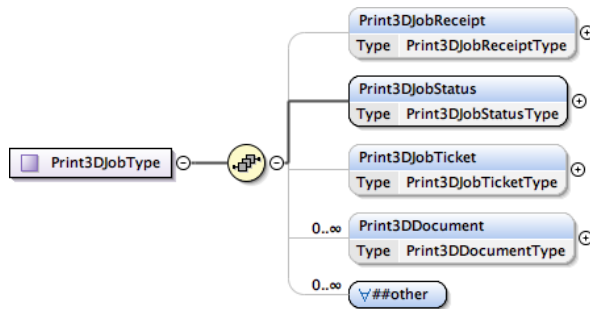 Print3DJobReceipt
Type Print3DJobReceiptType
Print3DJobStatus
Type Print3DJobStatusType
Print3DJobType
Print3DJobTicket
Type Print3DJobTicketType
0..∞
Print3DDocument
Type Print3DDocumentType
0..∞
∀##other